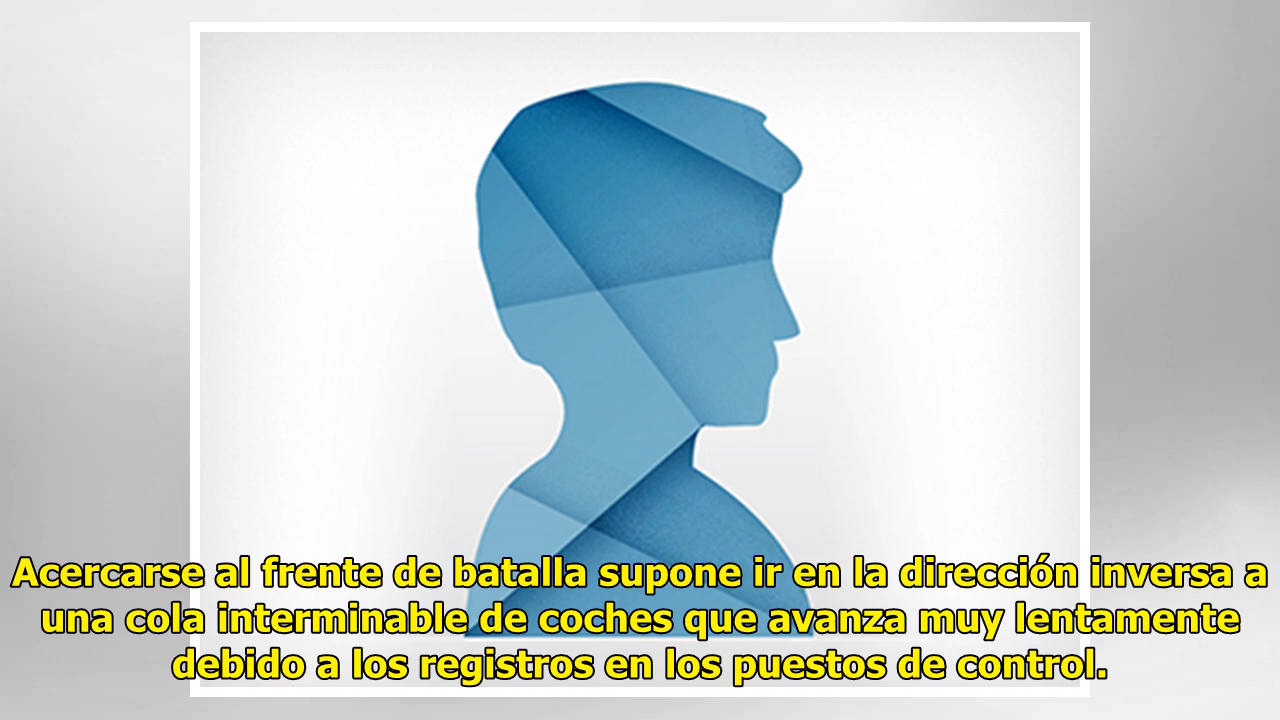 Acercarse al frente de batalla supone ir en la dirección inversa a
una cola interminable de coches que avanza muy lentamente
debido a los registros en los puestos de control.